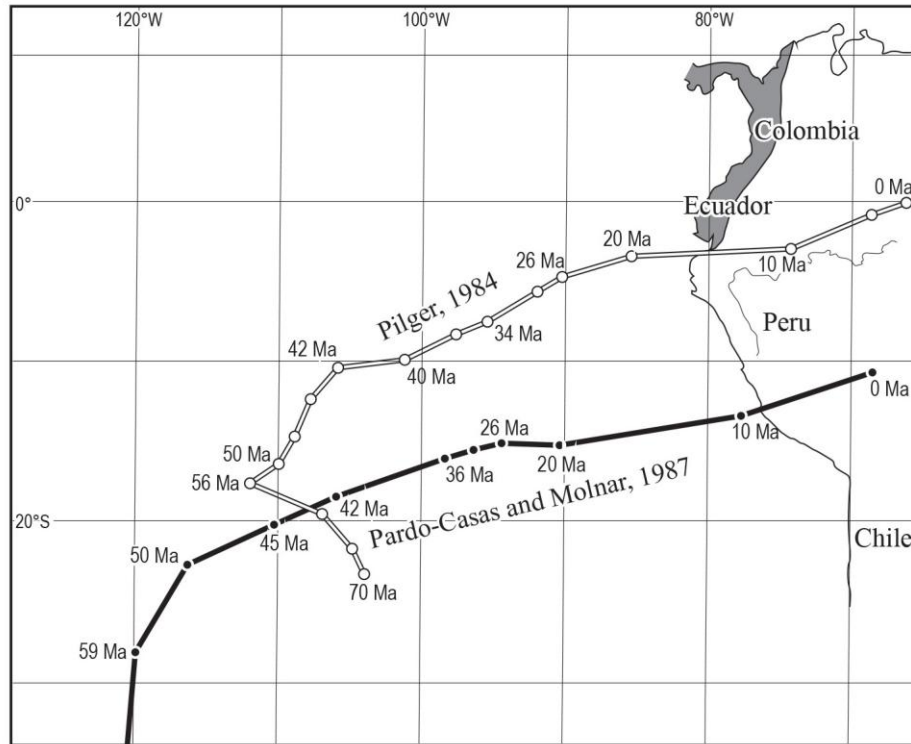 120°W
100°W
80°W
Colombia
0°
Ecuador
0 Ma
20 Ma
26 Ma
10 Ma
Pilger, 1984
34 Ma
Peru
42 Ma
40 Ma
0 Ma
26 Ma
10 Ma
50 Ma
36 Ma
20 Ma
56 Ma
42 Ma
Pardo-Casas and Molnar, 1987
20°S
45 Ma
Chile
50 Ma
70 Ma
59 Ma